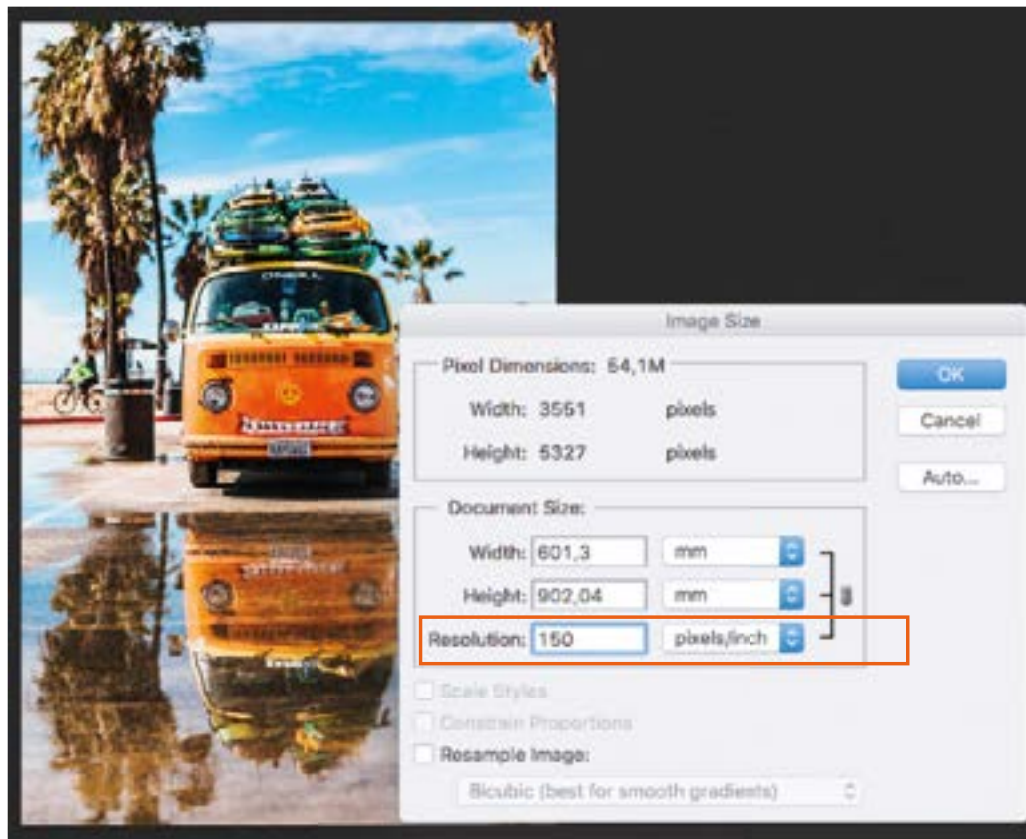 O'NEILL
Image Size
Pixel Dimensions: 54,1M
Width: 3551 pixels
Height: 5327 pixels
OK
Cancel
Auto...
Document Size:
Width: 601,3 mm
Height: 902,04 mm
Resolution: 150 pixels/inch
Scale Styles
Constrain Proportions
Resample Image:
Bicubic (best for smooth gradients)